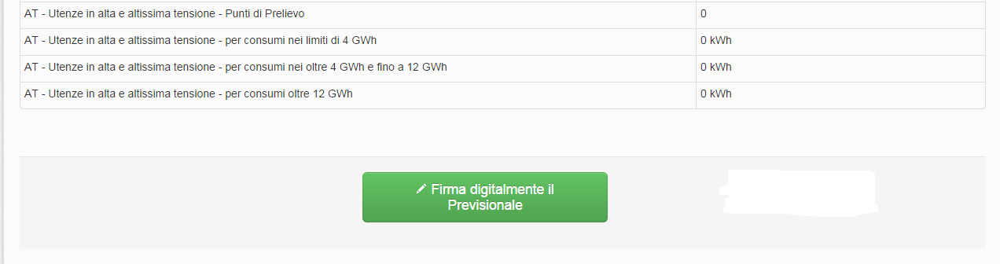 AT - Utenze in alta e altissima tensione - Punti di Prelievo 0
AT - Utenze in alta e altissima tensione - per consumi nei limiti di 4 GWh 0 kWh
AT - Utenze in alta e altissima tensione - per consumi nei oltre 4 GWh e fino a 12 GWh 0 kWh
AT - Utenze in alta e altissima tensione - per consumi oltre 12 GWh 0 kWh
Firma digitalmente il
Previsionale